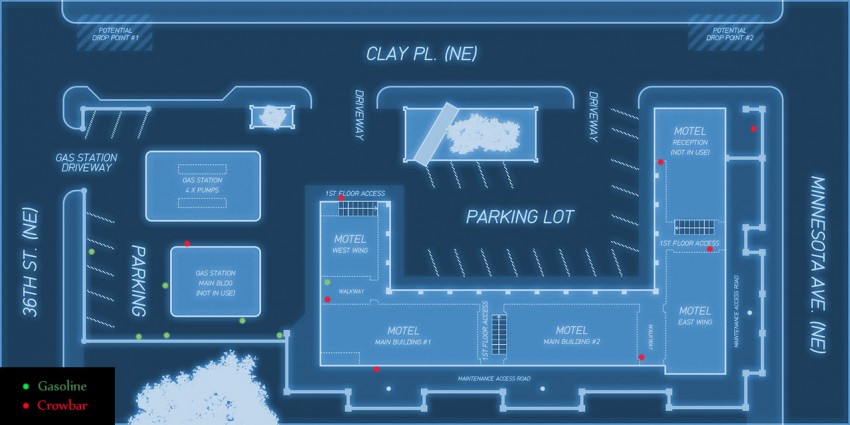 POTENTIAL
DROP POINT #1
POTENTIAL
DROP POINT #2
CLAY PL. (NE)
DRIVEWAY
DRIVEWAY
GAS STATION
DRIVEWAY
GAS STATION
4 X PUMPS
MOTEL
RECEPTION
(NOT IN USE)
36TH ST. (NE)
PARKING
1ST FLOOR ACCESS
PARKING LOT
MINNESOTA AVE. (NE)
MOTEL
WEST WING
1ST FLOOR ACCESS
GAS STATION
MAIN BLDG
(NOT IN USE)
WALKWAY
MAINTENANCE ACCESS ROAD
MOTEL
MAIN BUILDING #1
1ST FLOOR ACCESS
MOTEL
MAIN BUILDING #2
WALKWAY
MOTEL
EAST WING
MAINTENANCE ACCESS ROAD
Gasoline
Crowbar